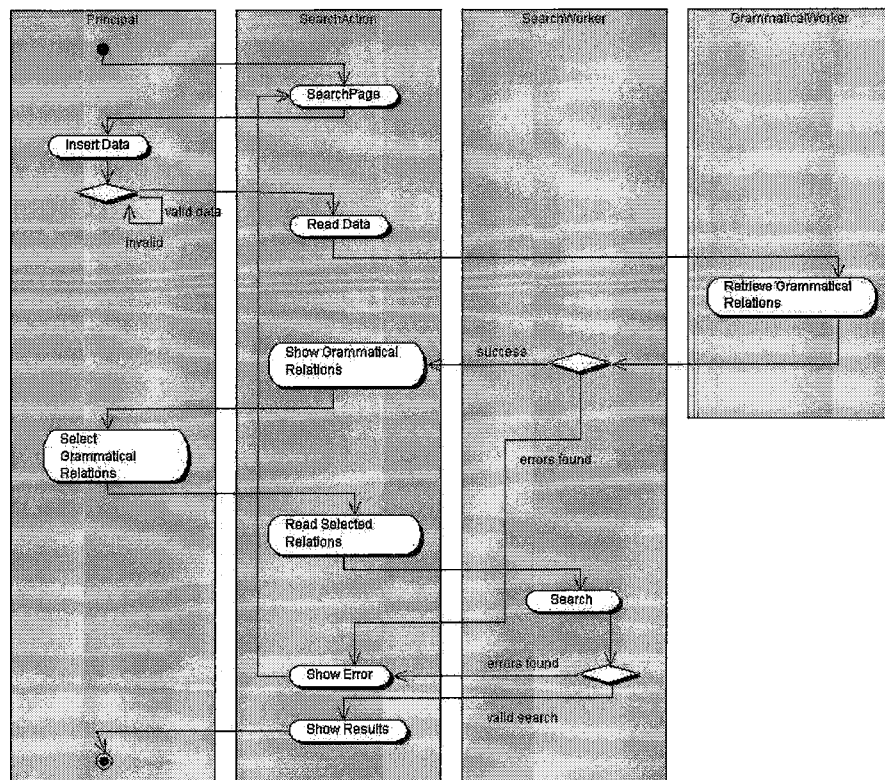 Principal
SearchAction
SearchWorker
GrammaticalWorker
SearchPage
Insert Data
valid data
invalid
Read Data
Retrieve Grammatical
Relations
success
Show Grammatical
Relations
Select
Grammatical
Relations
errors found
Read Selected
Relations
Search
errors found
Show Error
valid search
Show Results